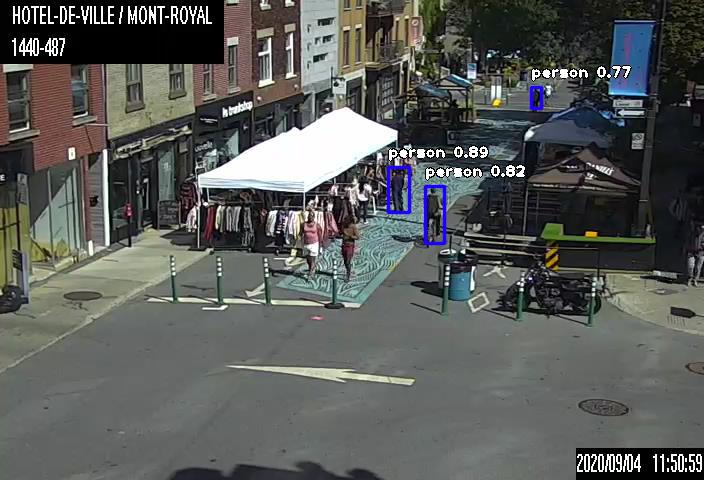 HOTEL-DE-VILLE / MONT-ROYAL
1440-487
person 0.77
person 0.89
person 0.82
2020/09/04 11:50:59